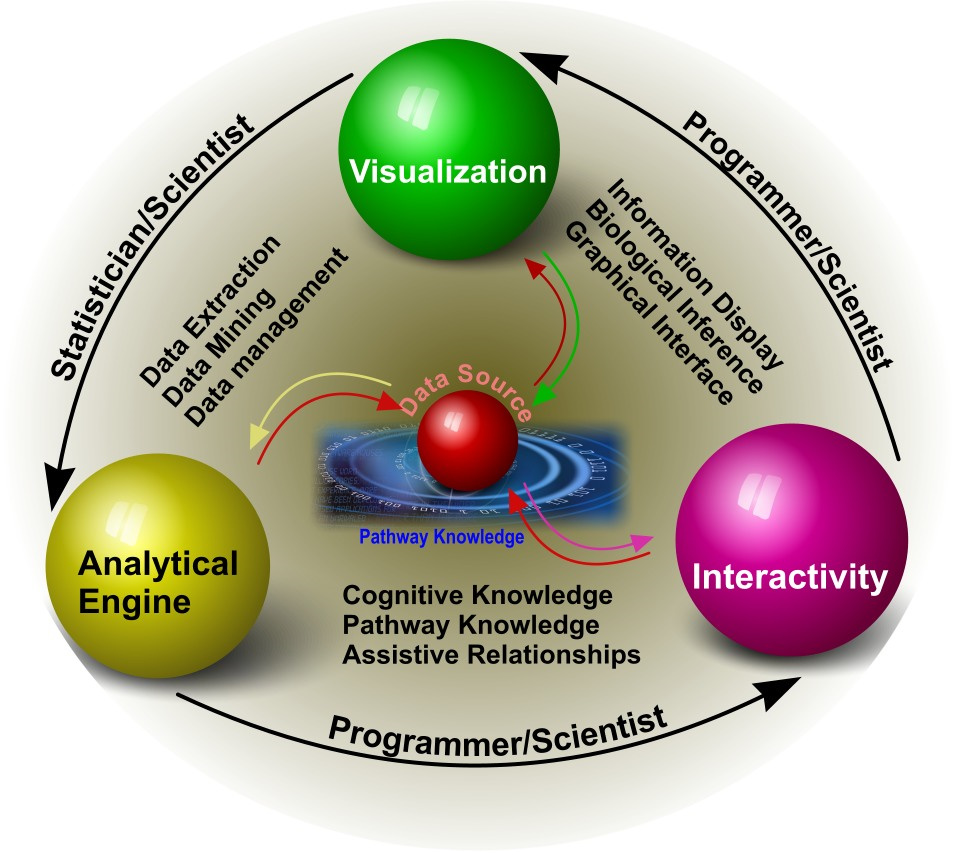 Visualization
Statistician/Scientist
Programmer/Scientist
Data Extraction
Data Mining
Data management
Information Display
Biological Inference
Graphical Interface
Data Source
Pathway Knowledge
Analytical
Engine
Interactivity
Cognitive Knowledge
Pathway Knowledge
Assistive Relationships
Programmer/Scientist